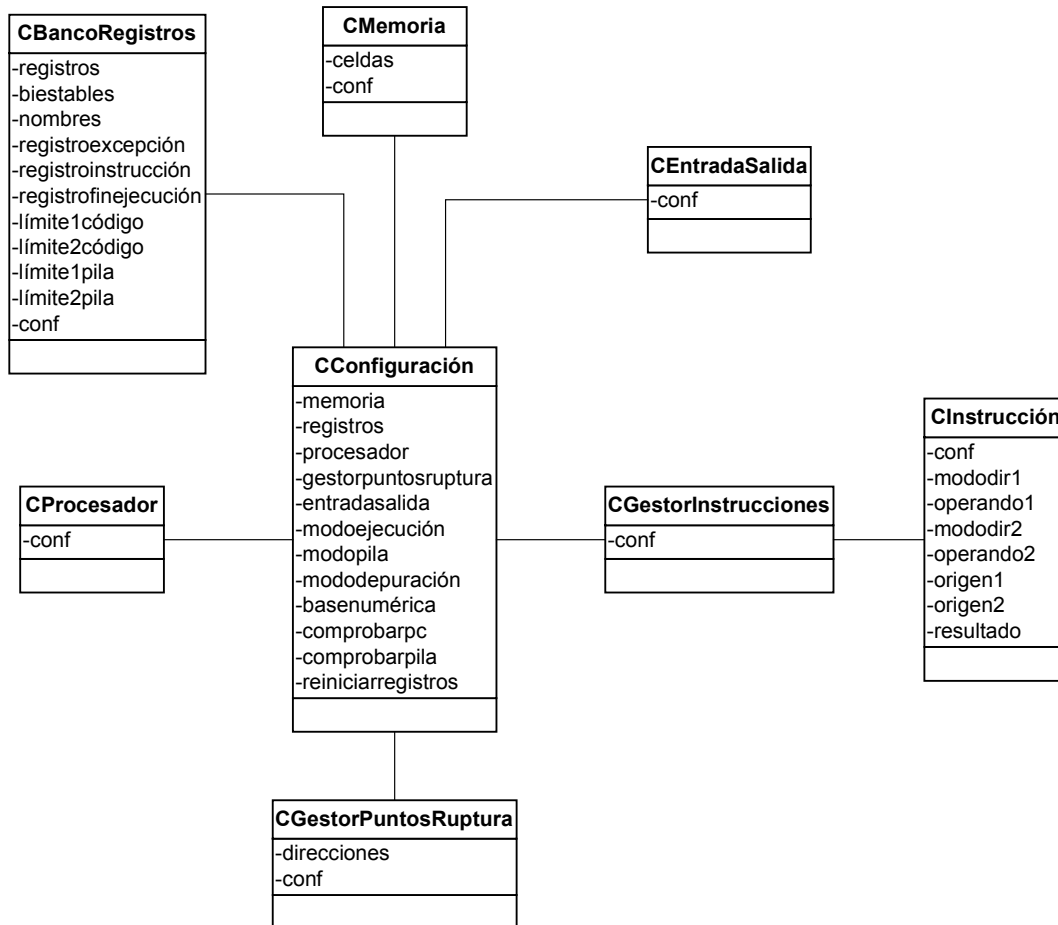 CBancoRegistros
-registros
-biestables
-nombres
-registroexcepción
-registroinstrucción
-registrofinejecución
-límite1código
-límite2código
-límite1pila
-límite2pila
-conf
CMemoria
-celdas
-conf
CEntradaSalida
-conf
CConfiguración
-memoria
-registros
-procesador
-gestorpuntosruptura
-entradasalida
-modoejecución
-modopila
-mododepuración
-basenumérica
-comprobarpc
-comprobarpila
-reiniciarregistros
CProcesador
-conf
CGestorInstrucciones
-conf
CInstrucción
-conf
-mododir1
-operando1
-mododir2
-operando2
-origen1
-origen2
-resultado
CGestorPuntosRuptura
-direcciones
-conf